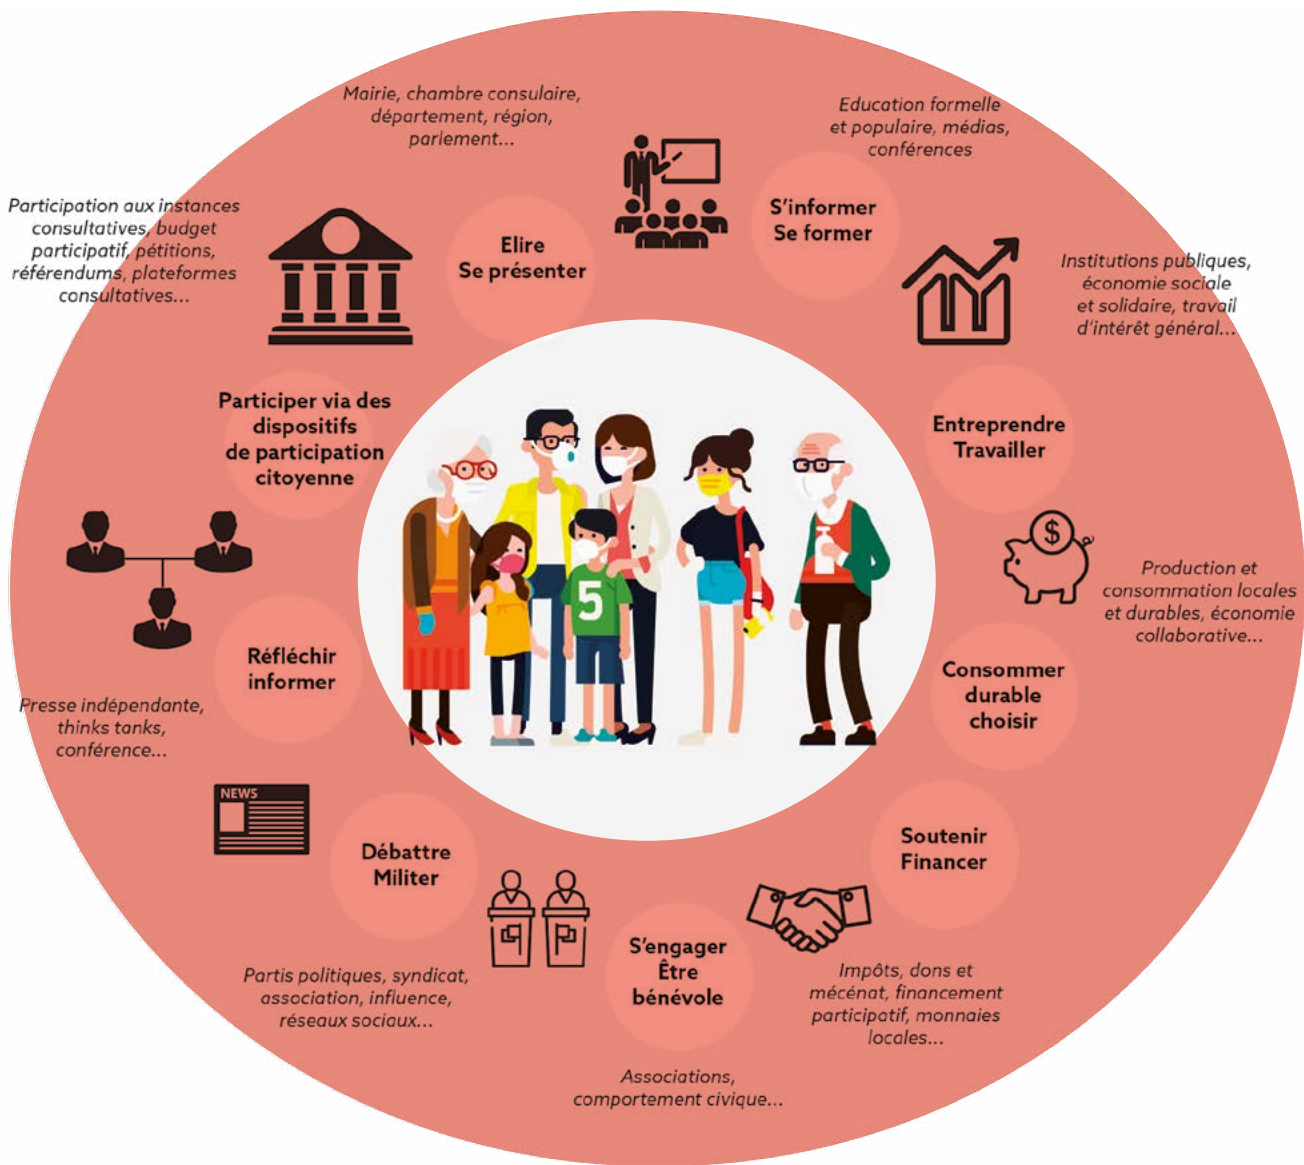 Mairie, chambre consulaire,
département, région,
parlement...
Education formelle
et populaire, médias,
conférences
Participation aux instances
consultatives, budget
participatif, pétitions,
référendums, plateformes
consultatives...
Elire
Se présenter
S'informer
Se former
Institutions publiques,
économie sociale
et solidaire, travail
d'intérêt général...
Participer via des
dispositifs
de participation
citoyenne
Entreprendre
Travailler
$
Production et
consommation locales
et durables, économie
collaborative...
5
Réfléchir
informer
Consommer
durable
choisir
Presse indépendante,
thinks tanks,
conférence...
NEWS
Débattre
Militer
Soutenir
Financer
S'engager
Être
bénévole
Partis politiques, syndicat,
association, influence,
réseaux sociaux...
Impôts, dons et
mécénat, financement
participatif, monnaies
locales...
Associations,
comportement civique...